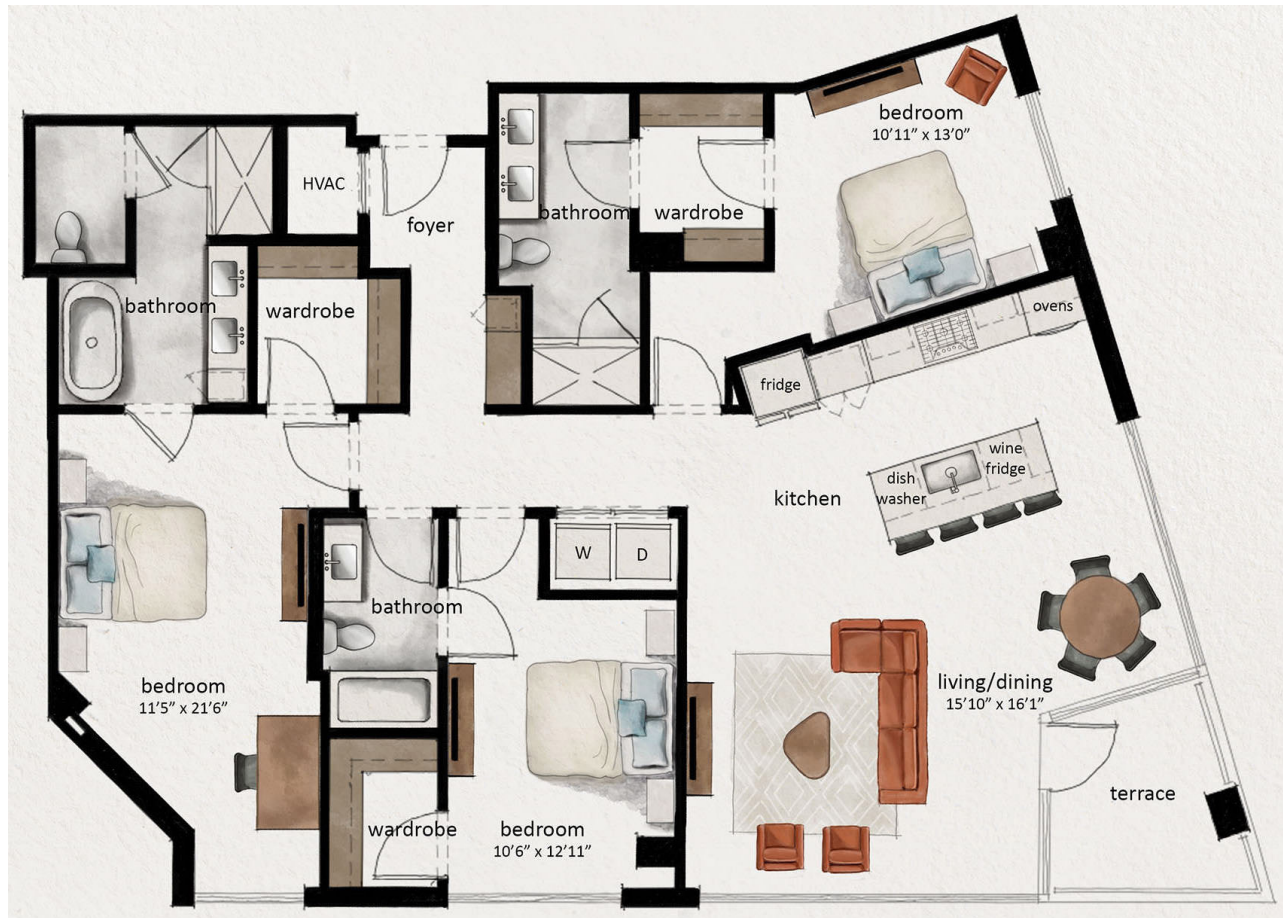 bedroom
10'11" x 13'0"
HVAC
foyer
bathroom
wardrobe
bathroom
wardrobe
ovens
fridge
wine
fridge
dish
washer
kitchen
W
D
bathroom
bedroom
11'5" x 21'6"
living/dining
15'10" x 16'1"
terrace
wardrobe
bedroom
10'6" x 12'11"